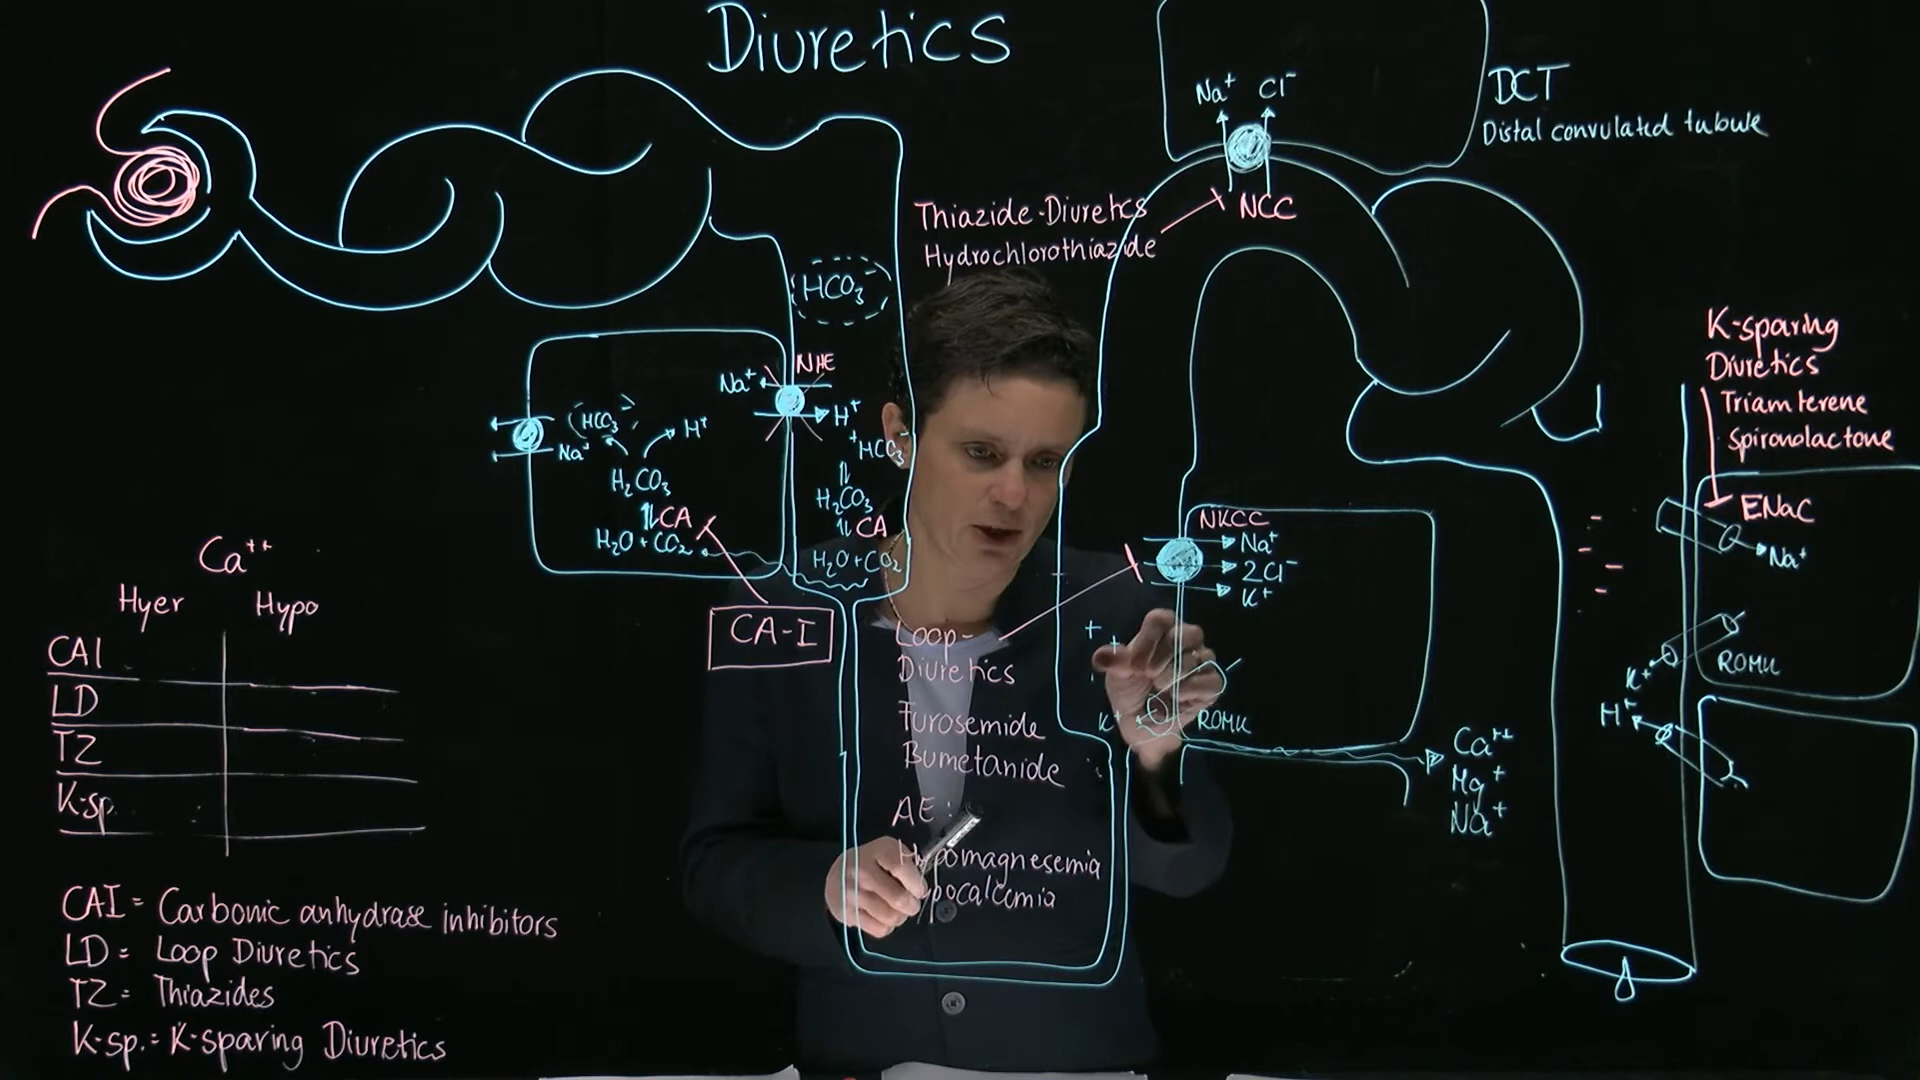 Diuretics
Na⁺ Cl⁻
DCT
Distal convulated tubule
Thiazide-Diuretics
Hydrochlorothiazide
NCC
HCO₃⁻
NHE
Na⁺
H⁺
HCO₃⁻
H⁺
Na⁺
H₂CO₃
CA
H₂O + CO₂
+HCO₃⁻
H₂CO₃
CA
H₂O + CO₂
CA-I
Loop-
Diuretics
Furosemide
Bumetanide
AE:
Hypomagnesemia
NKCC
Na⁺
2Cl⁻
K⁺
+
+
K⁺
ROMK
Ca⁺⁺
Mg⁺
Na⁺
K-sparing
Diuretics
Triamterene
Spironolactone
ENaC
Na⁺
ROMK
K⁺
H⁺
Ca⁺⁺
Hyer Hypo
CAI
LD
TZ
K-sp.
CAI = Carbonic anhydrase inhibitors
LD = Loop Diuretics
TZ = Thiazides
K-sp. = K-sparing Diuretics